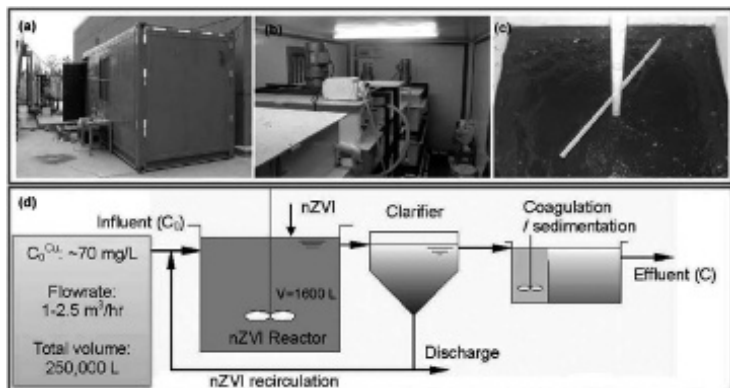 (a)
(b)
(c)
(d)
Influent (C₀)
nZVI
Clarifier
Coagulation
/ sedimentation
C₀ᶜᵘ: ~70 mg/L
Flowrate:
1-2.5 m³/hr
Total volume:
250,000 L
V=1600 L
nZVI Reactor
Effluent (C)
Discharge
nZVI recirculation